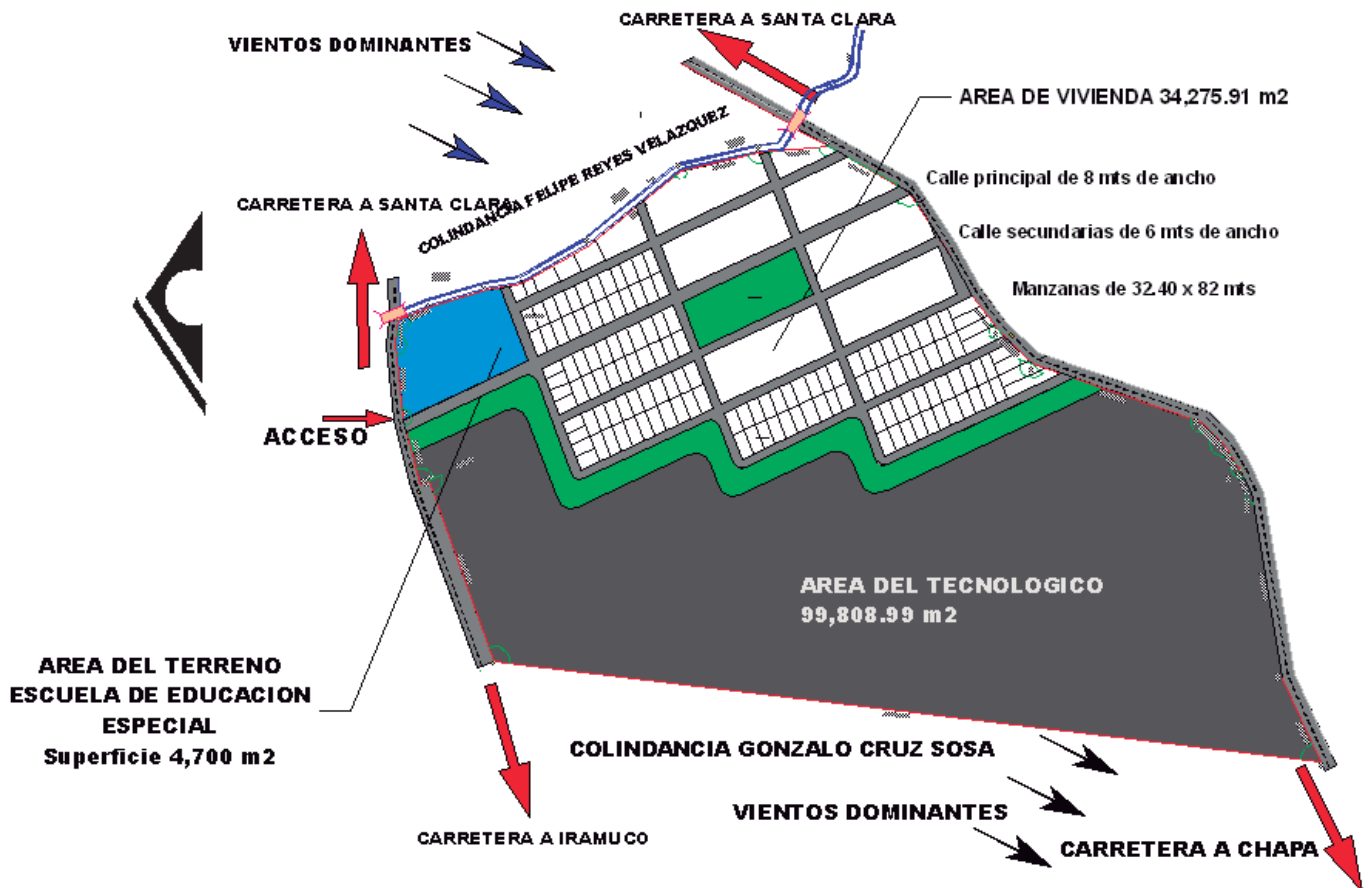 CARRETERA A SANTA CLARA
VIENTOS DOMINANTES
AREA DE VIVIENDA 34,275.91 m2
COLINDANCIA FELIPE REYES VELAZQUEZ
Calle principal de 8 mts de ancho
CARRETERA A SANTA CLARA
Calle secundarias de 6 mts de ancho
Manzanas de 32.40 x 82 mts
ACCESO
AREA DEL TECNOLOGICO
99,808.99 m2
AREA DEL TERRENO
ESCUELA DE EDUCACION
ESPECIAL
Superficie 4,700 m2
COLINDANCIA GONZALO CRUZ SOSA
VIENTOS DOMINANTES
CARRETERA A IRAMUCO
CARRETERA A CHAPA